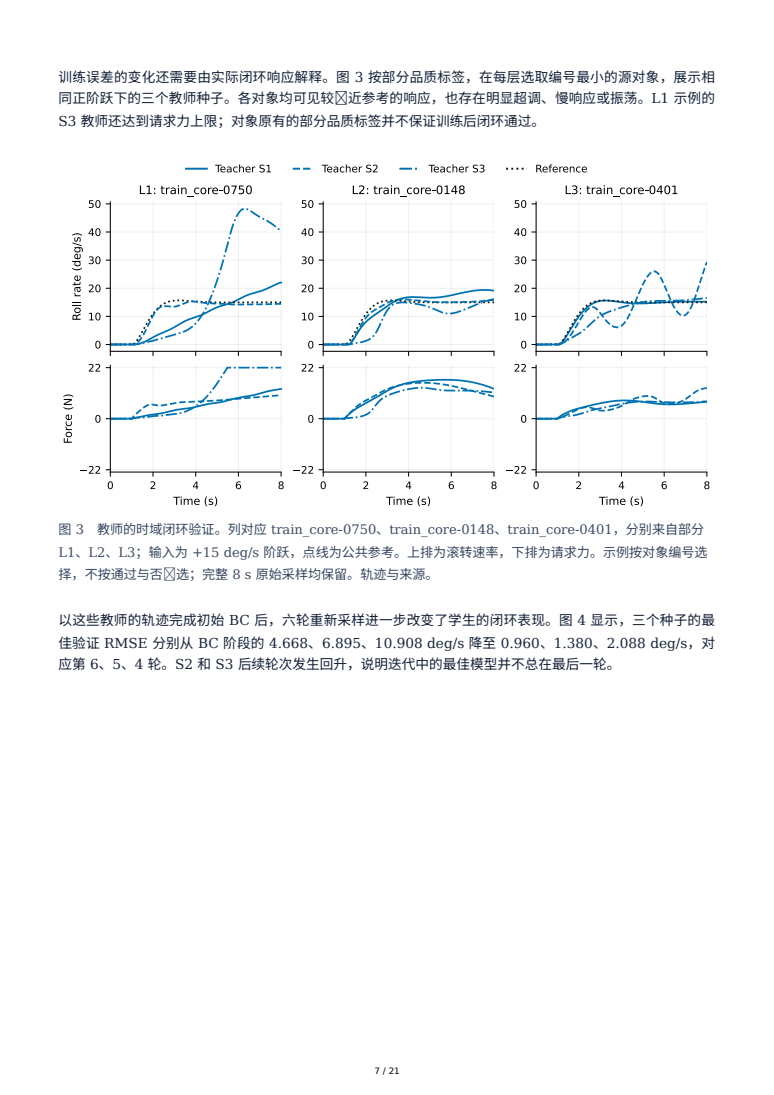 训练误差的变化还需要由实际闭环响应解释。图 3 按部分品质标签，在每层选取编号最小的源对象，展示相
同正阶跃下的三个教师种子。各对象均可见较近参考的响应，也存在明显超调、慢响应或振荡。L1 示例的
S3 教师还达到请求力上限；对象原有的部分品质标签并不保证训练后闭环通过。
Teacher S1 Teacher S2 Teacher S3 Reference
L1: train_core-0750 L2: train_core-0148 L3: train_core-0401
50 50 50
40 40 40
30 30 30
20 20 20
10 10 10
0 0 0
Roll rate (deg/s)
22 22 22
0 0 0
−22 −22 −22
Force (N)
0 2 4 6 8 0 2 4 6 8 0 2 4 6 8
Time (s) Time (s) Time (s)
图 3 教师的时域闭环验证。列对应 train_core-0750、train_core-0148、train_core-0401，分别来自部分
L1、L2、L3；输入为 +15 deg/s 阶跃，点线为公共参考。上排为滚转速率，下排为请求力。示例按对象编号选
择，不按通过与否选；完整 8 s 原始采样均保留。轨迹与来源。
以这些教师的轨迹完成初始 BC 后，六轮重新采样进一步改变了学生的闭环表现。图 4 显示，三个种子的最
佳验证 RMSE 分别从 BC 阶段的 4.668、6.895、10.908 deg/s 降至 0.960、1.380、2.088 deg/s，对
应第 6、5、4 轮。S2 和 S3 后续轮次发生回升，说明迭代中的最佳模型并不总在最后一轮。
7 / 21